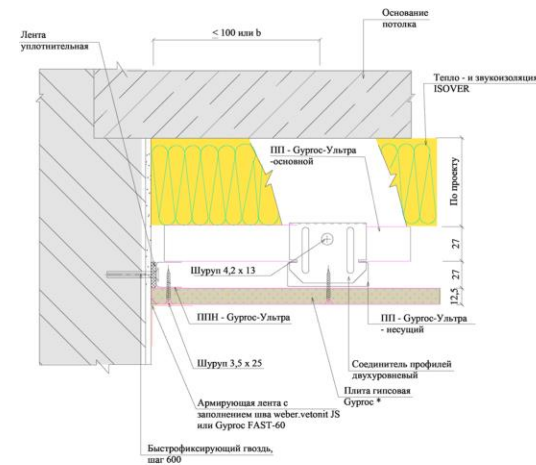 Основание
потолка
Лента
уплотнительная
≤ 100 или b
Тепло - и звукоизоляция
ISOVER
ПП - Gyproc-Ультра
-основной
По проекту
27
27
12,5
Шуруп 4,2 x 13
ППН - Gyproc-Ультра
ПП - Gyproc-Ультра
- несущий
Шуруп 3,5 x 25
Соединитель профилей
двухуровневый
Плита гипсовая
Gyproc *
Армирующая лента с
заполнением шва weber.vetonit JS
или Gyproc FAST-60
Быстрофиксирующий гвоздь,
шаг 600